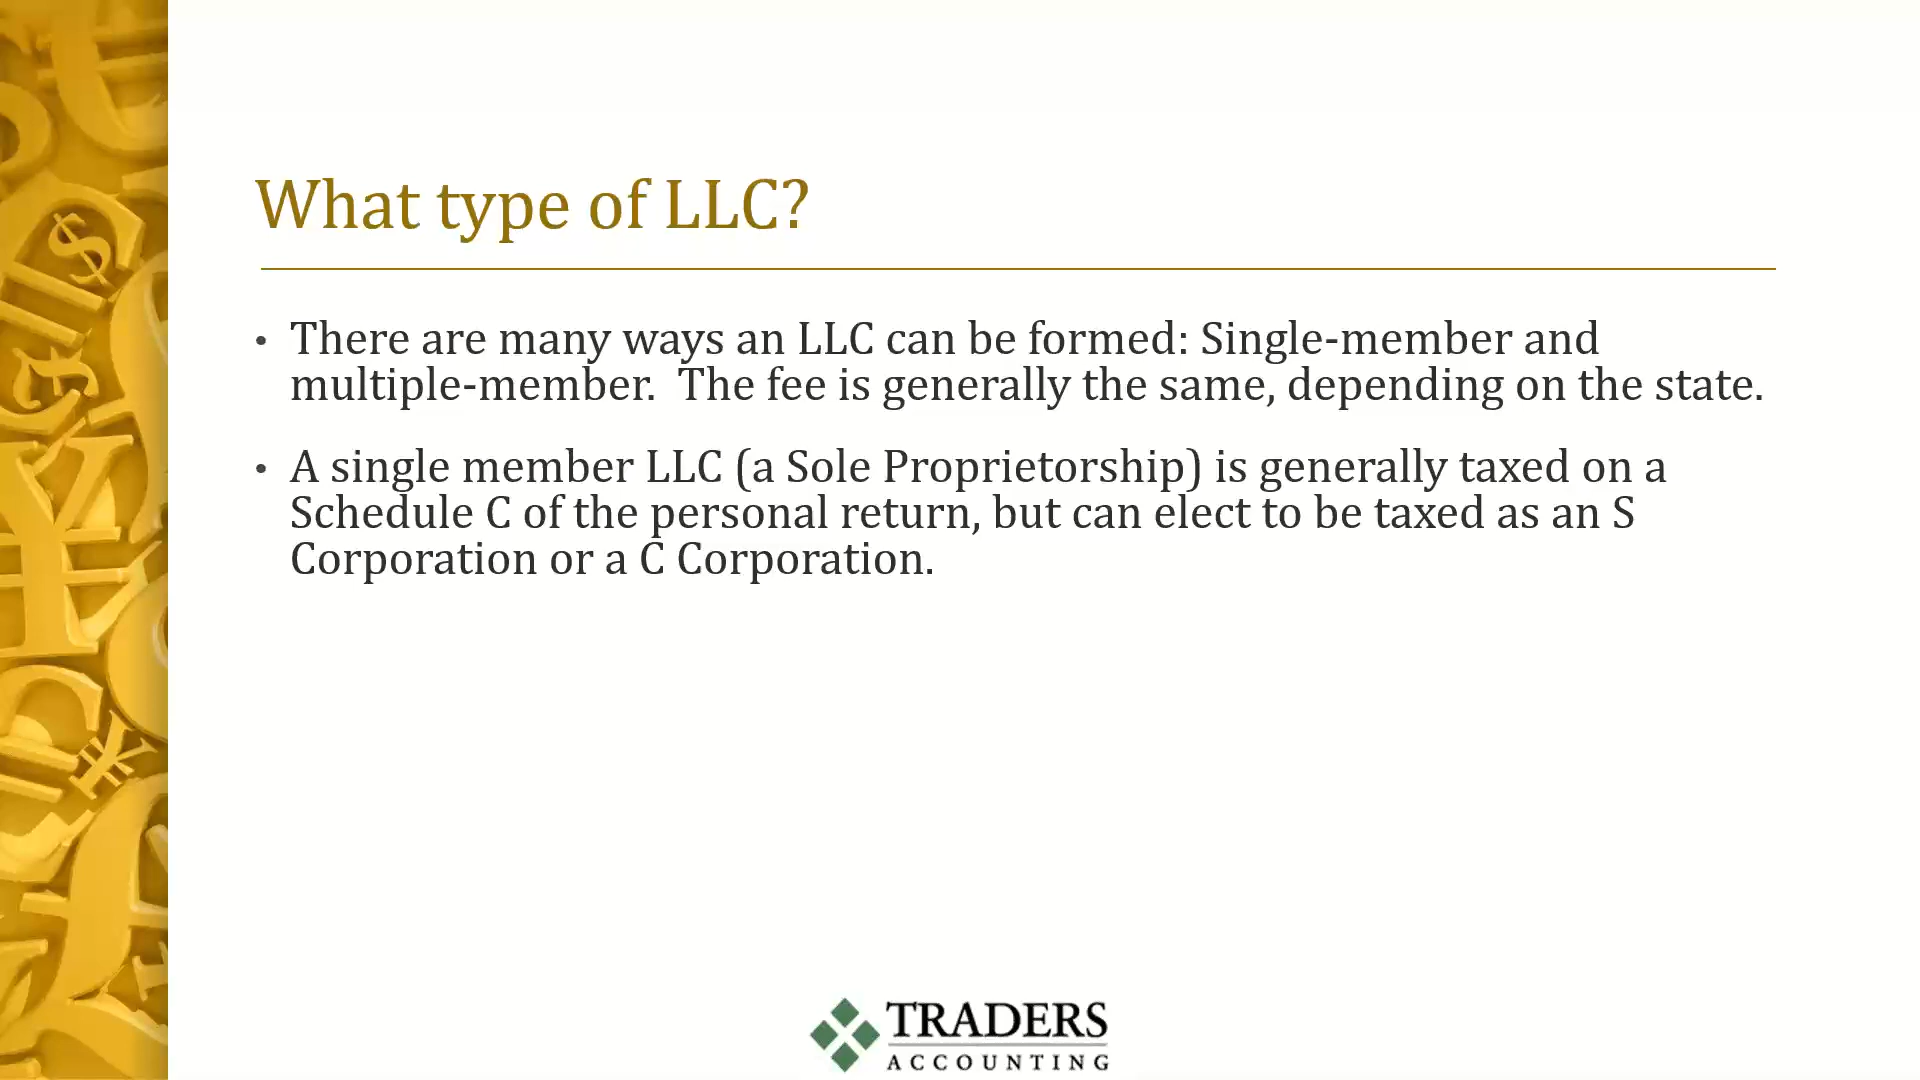 What type of LLC?
• There are many ways an LLC can be formed: Single-member and
multiple-member.  The fee is generally the same, depending on the state.
• A single member LLC (a Sole Proprietorship) is generally taxed on a
Schedule C of the personal return, but can elect to be taxed as an S
Corporation or a C Corporation.
TRADERS
ACCOUNTING